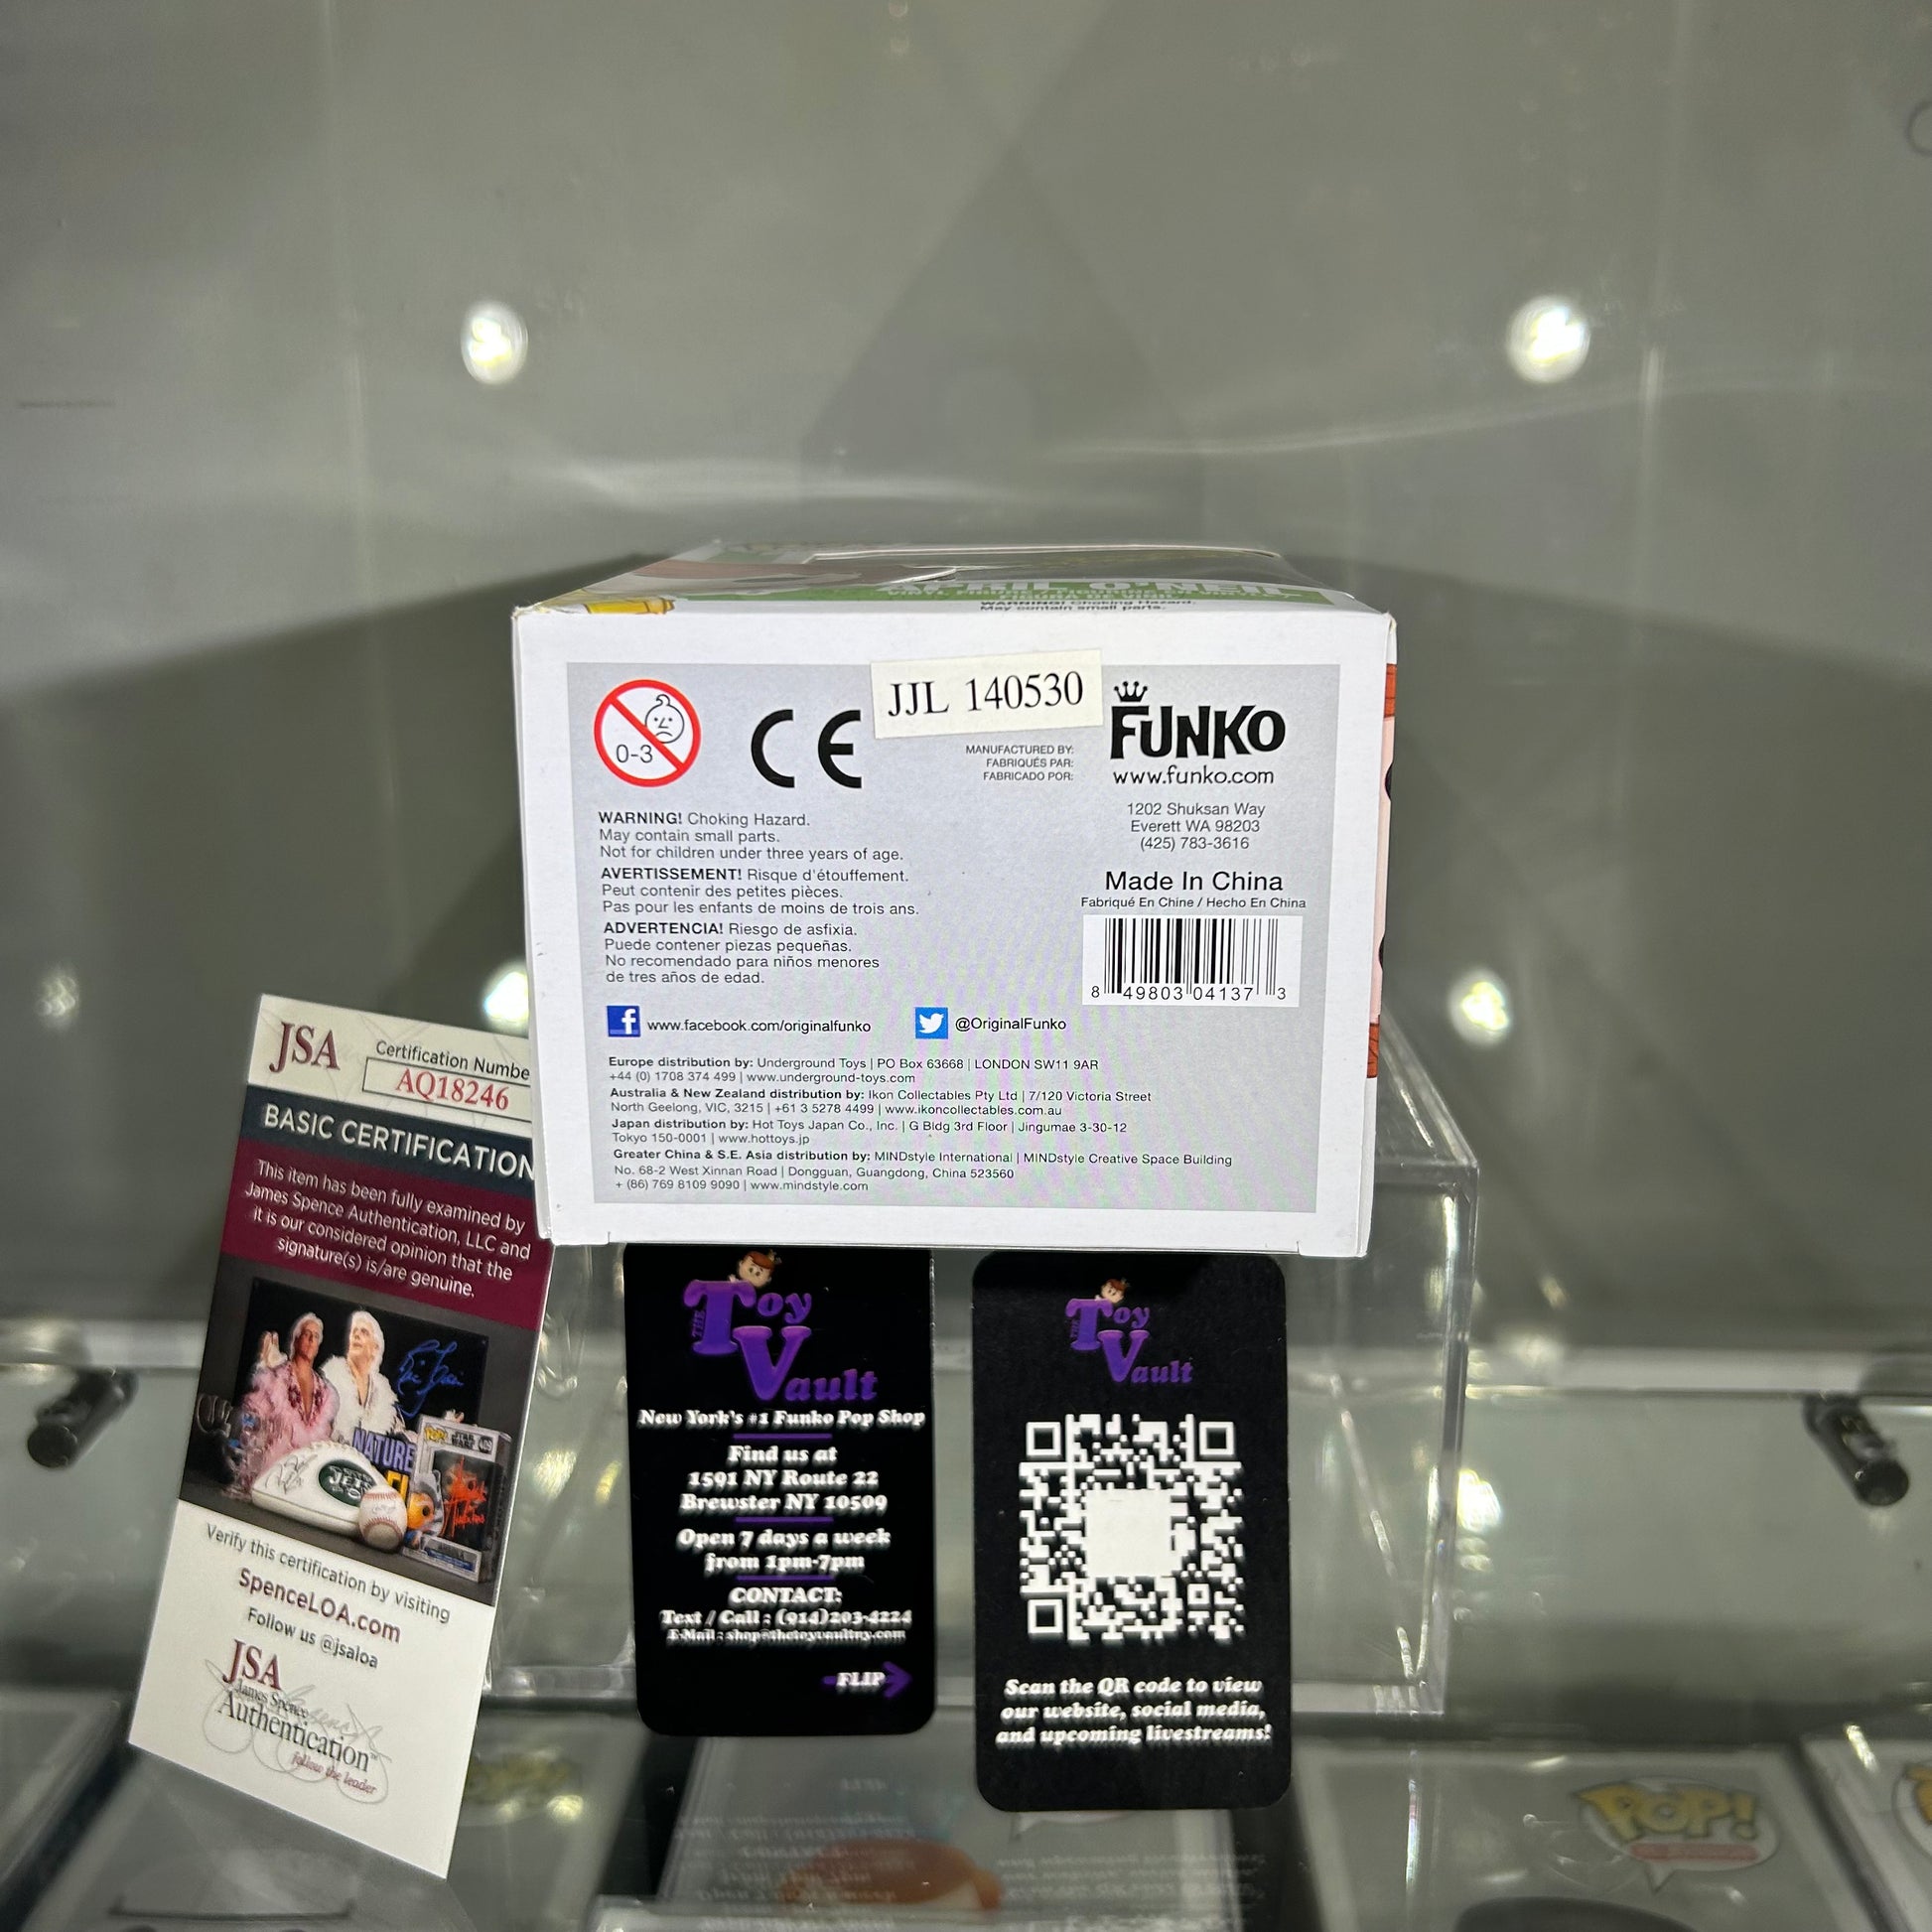 APRIL O'NEIL
WARNING! Choking Hazard.
May contain small parts.
JJL 140530
0-3
CE
MANUFACTURED BY:
FABRIQUÉS PAR:
FABRICADO POR:
FUNKO
www.funko.com
1202 Shuksan Way
Everett WA 98203
(425) 783-3616
Made In China
Fabriqué En Chine / Hecho En China
8 49803 04137 3
WARNING! Choking Hazard.
May contain small parts.
Not for children under three years of age.
AVERTISSEMENT! Risque d'étouffement.
Peut contenir des petites pièces.
Pas pour les enfants de moins de trois ans.
ADVERTENCIA! Riesgo de asfixia.
Puede contener piezas pequeñas.
No recomendado para niños menores
de tres años de edad.
f www.facebook.com/originalfunko
@OriginalFunko
Europe distribution by: Underground Toys | PO Box 63668 | LONDON SW11 9AR
+44 (0) 1708 374 499 | www.underground-toys.com
Australia & New Zealand distribution by: Ikon Collectables Pty Ltd | 7/120 Victoria Street
North Geelong, VIC, 3215 | +61 3 5278 4499 | www.ikoncollectables.com.au
Japan distribution by: Hot Toys Japan Co., Inc. | G Bldg 3rd Floor | Jingumae 3-30-12
Tokyo 150-0001 | www.hottoys.jp
Greater China & S.E. Asia distribution by: MINDstyle International | MINDstyle Creative Space Building
No. 68-2 West Xinnan Road | Dongguan, Guangdong, China 523560
+ (86) 769 8109 9090 | www.mindstyle.com
JSA
Certification Numbe
AQ18246
BASIC CERTIFICATION
This item has been fully examined by
James Spence Authentication, LLC and
it is our considered opinion that the
signature(s) is/are genuine.
NATURE
JETS
Verify this certification by visiting
SpenceLOA.com
Follow us @jsaloa
JSA
James Spence
Authentication™
follow the leader
THE Toy Vault
New York's #1 Funko Pop Shop
Find us at
1591 NY Route 22
Brewster NY 10509
Open 7 days a week
from 1pm-7pm
CONTACT:
Text / Call : (914)203-4224
E-Mail : shop@thetoyvaultny.com
FLIP
THE Toy Vault
Scan the QR code to view
our website, social media,
and upcoming livestreams!
POP!